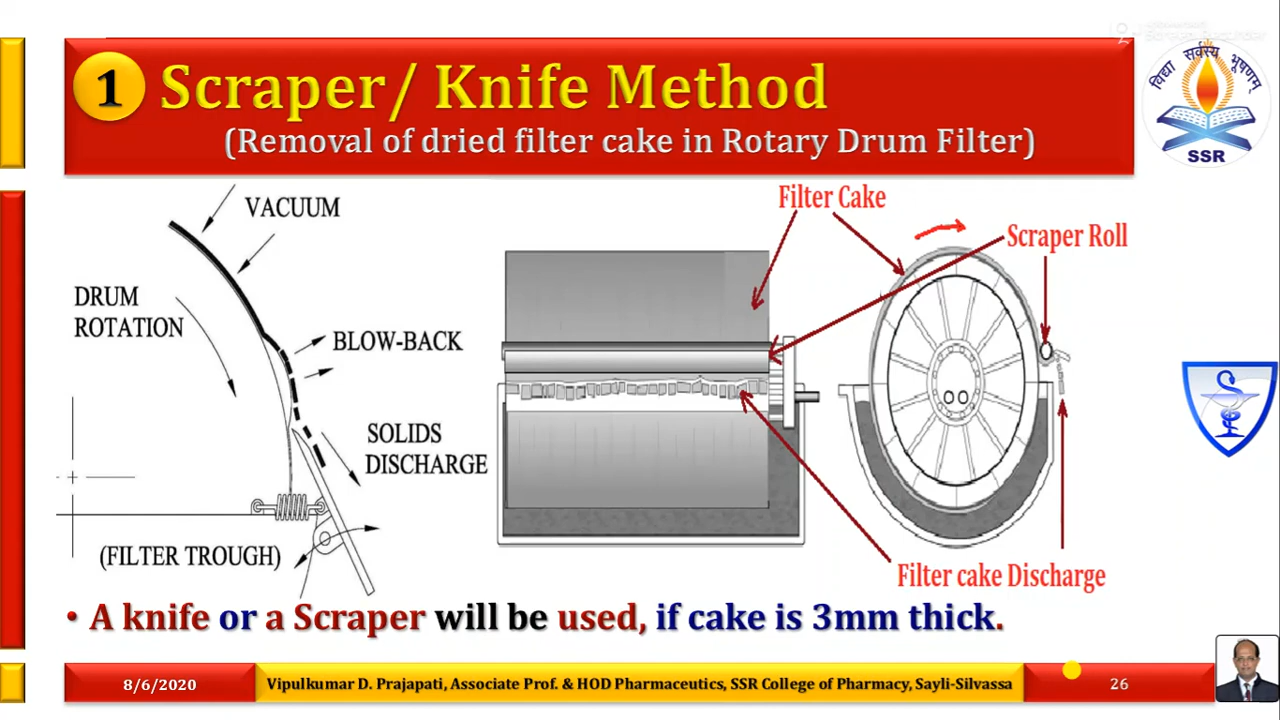 1 Scraper/ Knife Method
(Removal of dried filter cake in Rotary Drum Filter)
विद्या सर्वस्य भूषणम्
SSR
VACUUM
DRUM
ROTATION
BLOW-BACK
SOLIDS
DISCHARGE
(FILTER TROUGH)
Filter Cake
Scraper Roll
Filter cake Discharge
• A knife or a Scraper will be used, if cake is 3mm thick.
8/6/2020
Vipulkumar D. Prajapati, Associate Prof. & HOD Pharmaceutics, SSR College of Pharmacy, Sayli-Silvassa
26